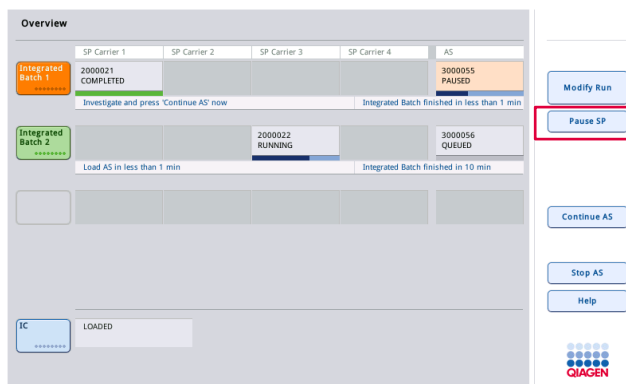 Overview
SP Carrier 1 SP Carrier 2 SP Carrier 3 SP Carrier 4 AS
Integrated
Batch 1
********
2000021
COMPLETED
3000055
PAUSED
Investigate and press 'Continue AS' now
Integrated Batch finished in less than 1 min
Integrated
Batch 2
********
2000022
RUNNING
3000056
QUEUED
Load AS in less than 1 min
Integrated Batch finished in 10 min
IC
********
LOADED
Modify Run
Pause SP
Continue AS
Stop AS
Help
QIAGEN